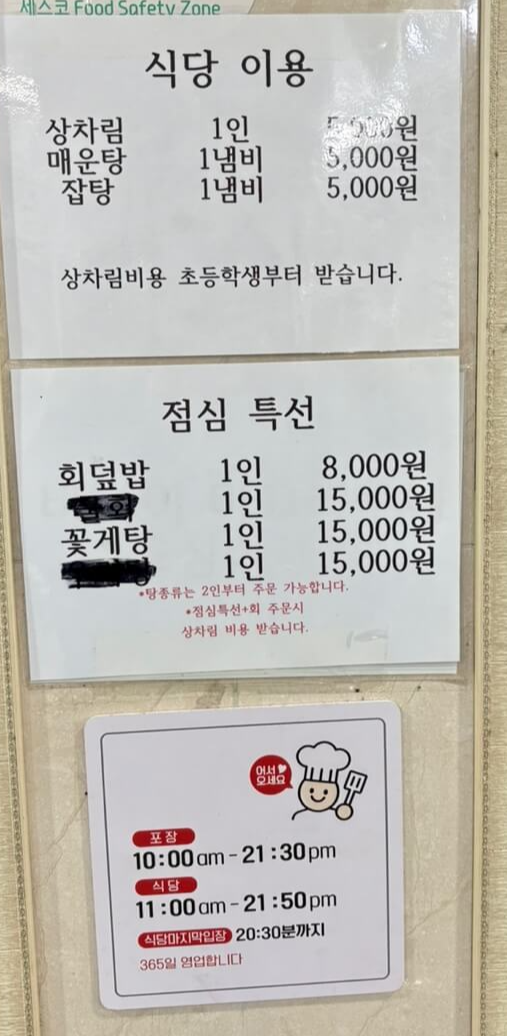 세스코 Food Safety Zone
식당 이용
상차림 1인
매운탕 1냄비 5,000원
잡탕 1냄비 5,000원
상차림비용 초등학생부터 받습니다.
점심 특선
회덮밥 1인 8,000원
1인 15,000원
꽃게탕 1인 15,000원
1인 15,000원
*탕종류는 2인부터 주문 가능합니다.
*점심특선+회 주문시
상차림 비용 받습니다.
어서
오세요
포장
10:00am-21:30pm
식당
11:00am-21:50pm
식당마지막입장 20:30분까지
365일 영업합니다